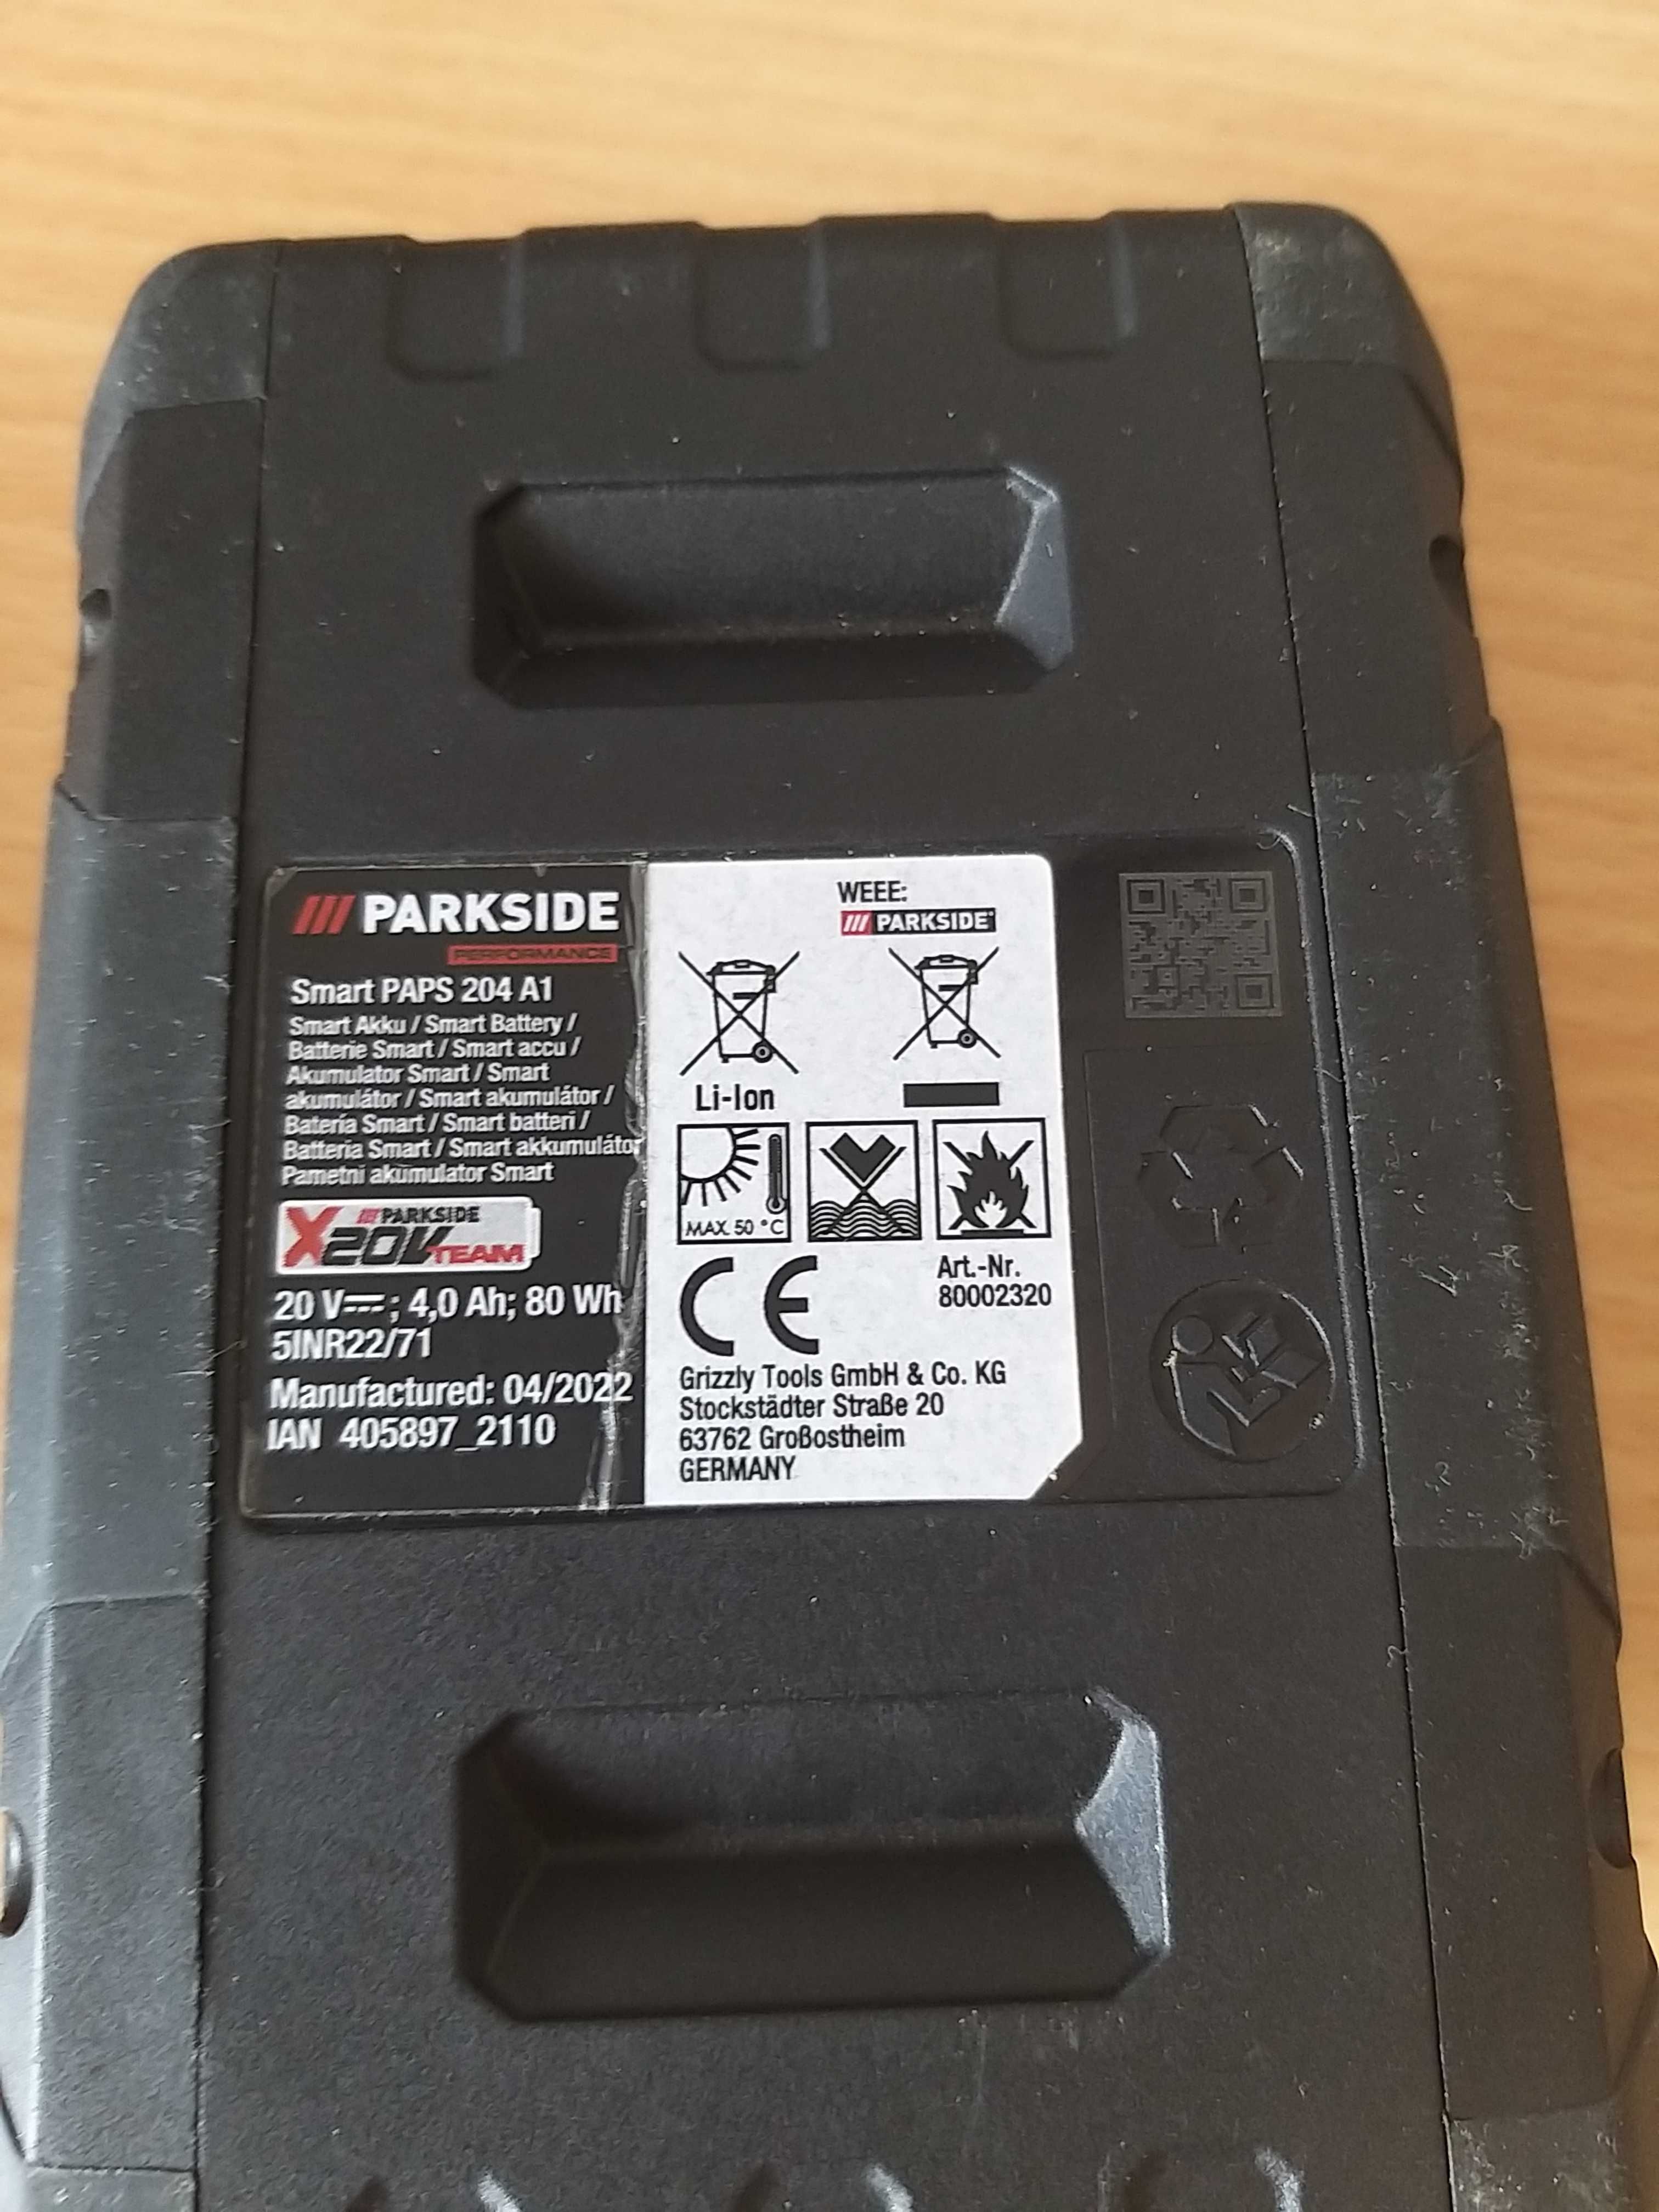 PARKSIDE
PERFORMANCE
Smart PAPS 204 A1
Smart Akku / Smart Battery /
Batterie Smart / Smart accu /
Akumulator Smart / Smart
akumulátor / Smart akumulátor /
Batería Smart / Smart batteri /
Batteria Smart / Smart akkumulátor
Pametni akumulator Smart
PARKSIDE
X20V TEAM
20 V⎓; 4,0 Ah; 80 Wh
5INR22/71
Manufactured: 04/2022
IAN 405897_2110
WEEE:
PARKSIDE®
Li-Ion
MAX. 50 °C
CE
Art.-Nr.
80002320
Grizzly Tools GmbH & Co. KG
Stockstädter Straße 20
63762 Großostheim
GERMANY